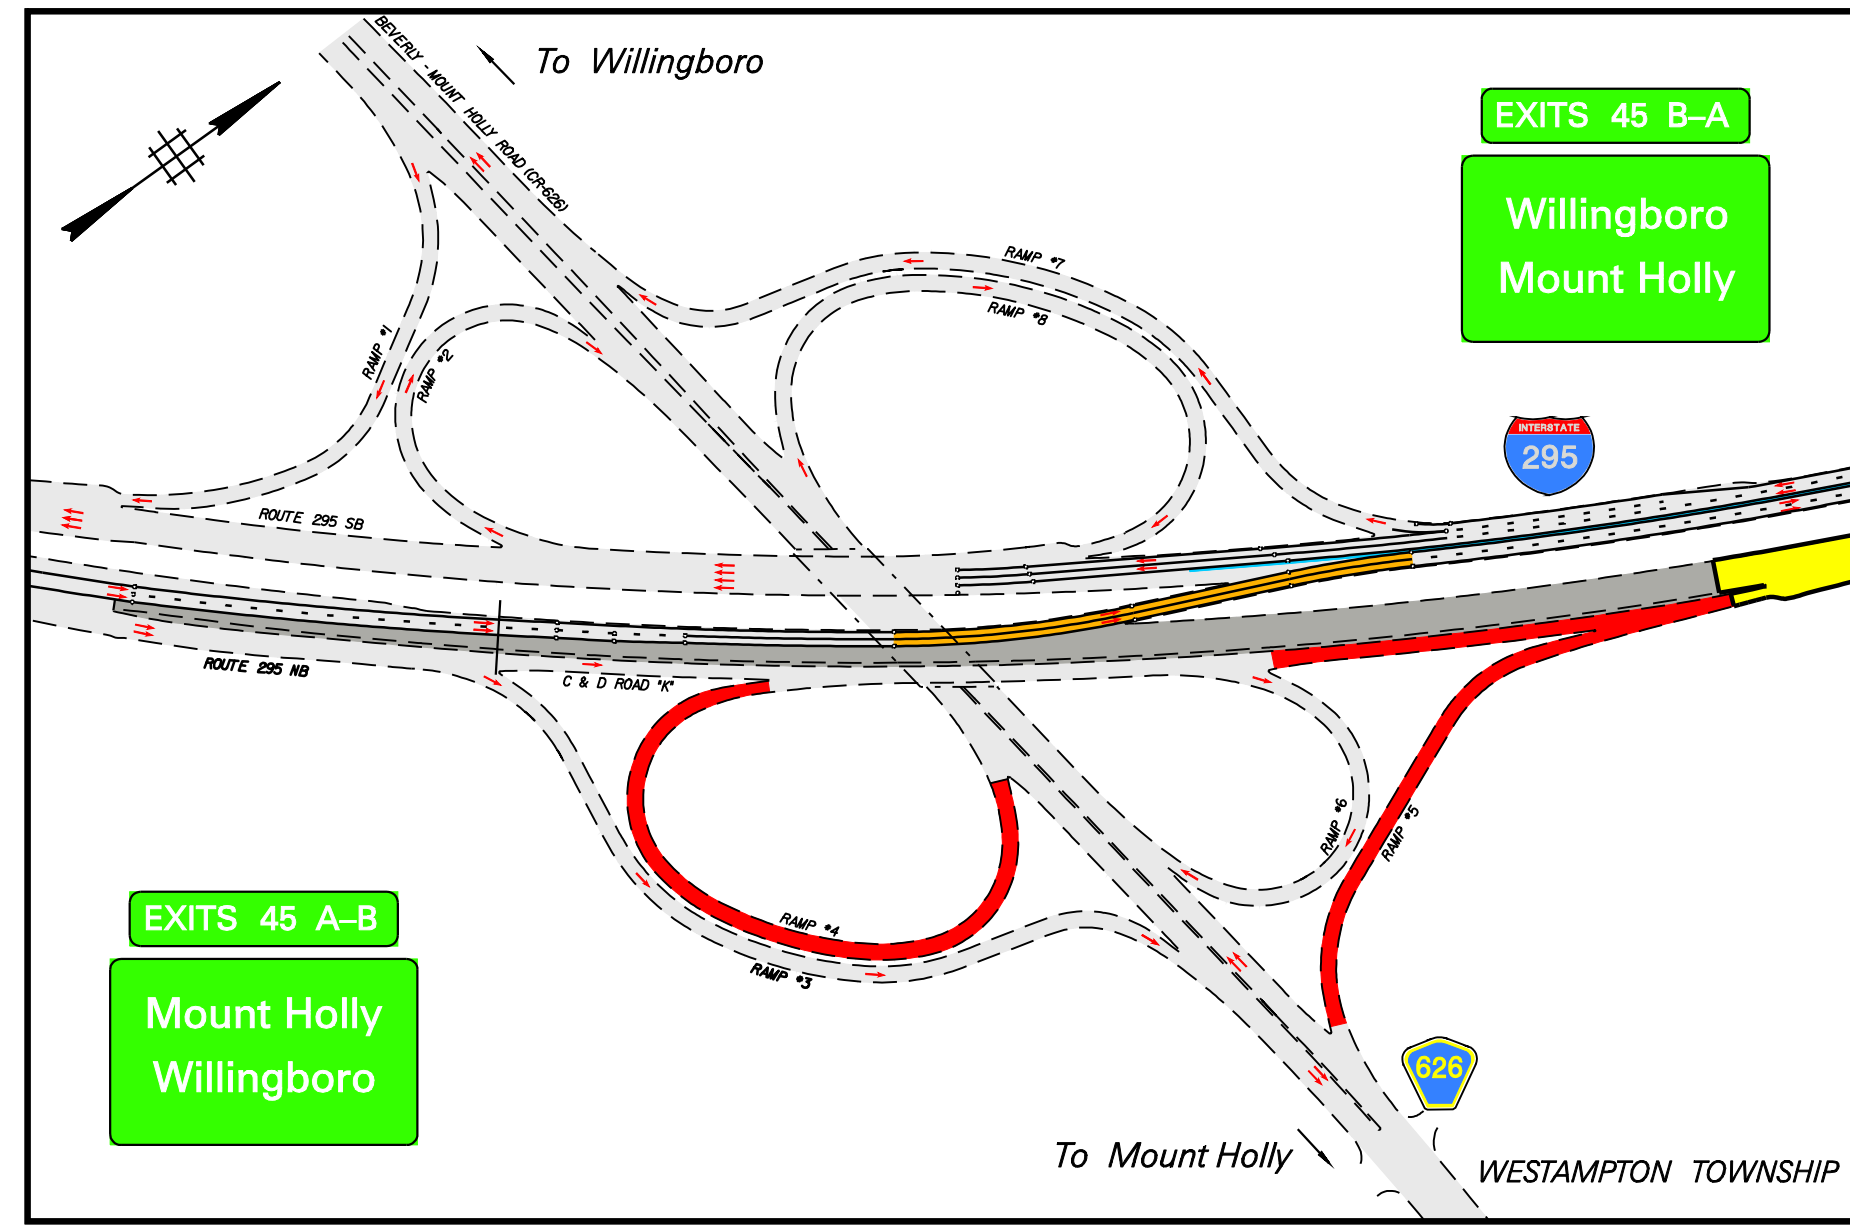 BEVERLY - MOUNT HOLLY ROAD (CR-626)
To Willingboro
EXITS 45 B–A
Willingboro
Mount Holly
RAMP #7
RAMP #8
RAMP #1
RAMP #2
INTERSTATE
295
ROUTE 295 SB
ROUTE 295 NB
C & D ROAD "K"
RAMP #6
RAMP #5
RAMP #4
RAMP #3
EXITS 45 A–B
Mount Holly
Willingboro
626
To Mount Holly
WESTAMPTON TOWNSHIP